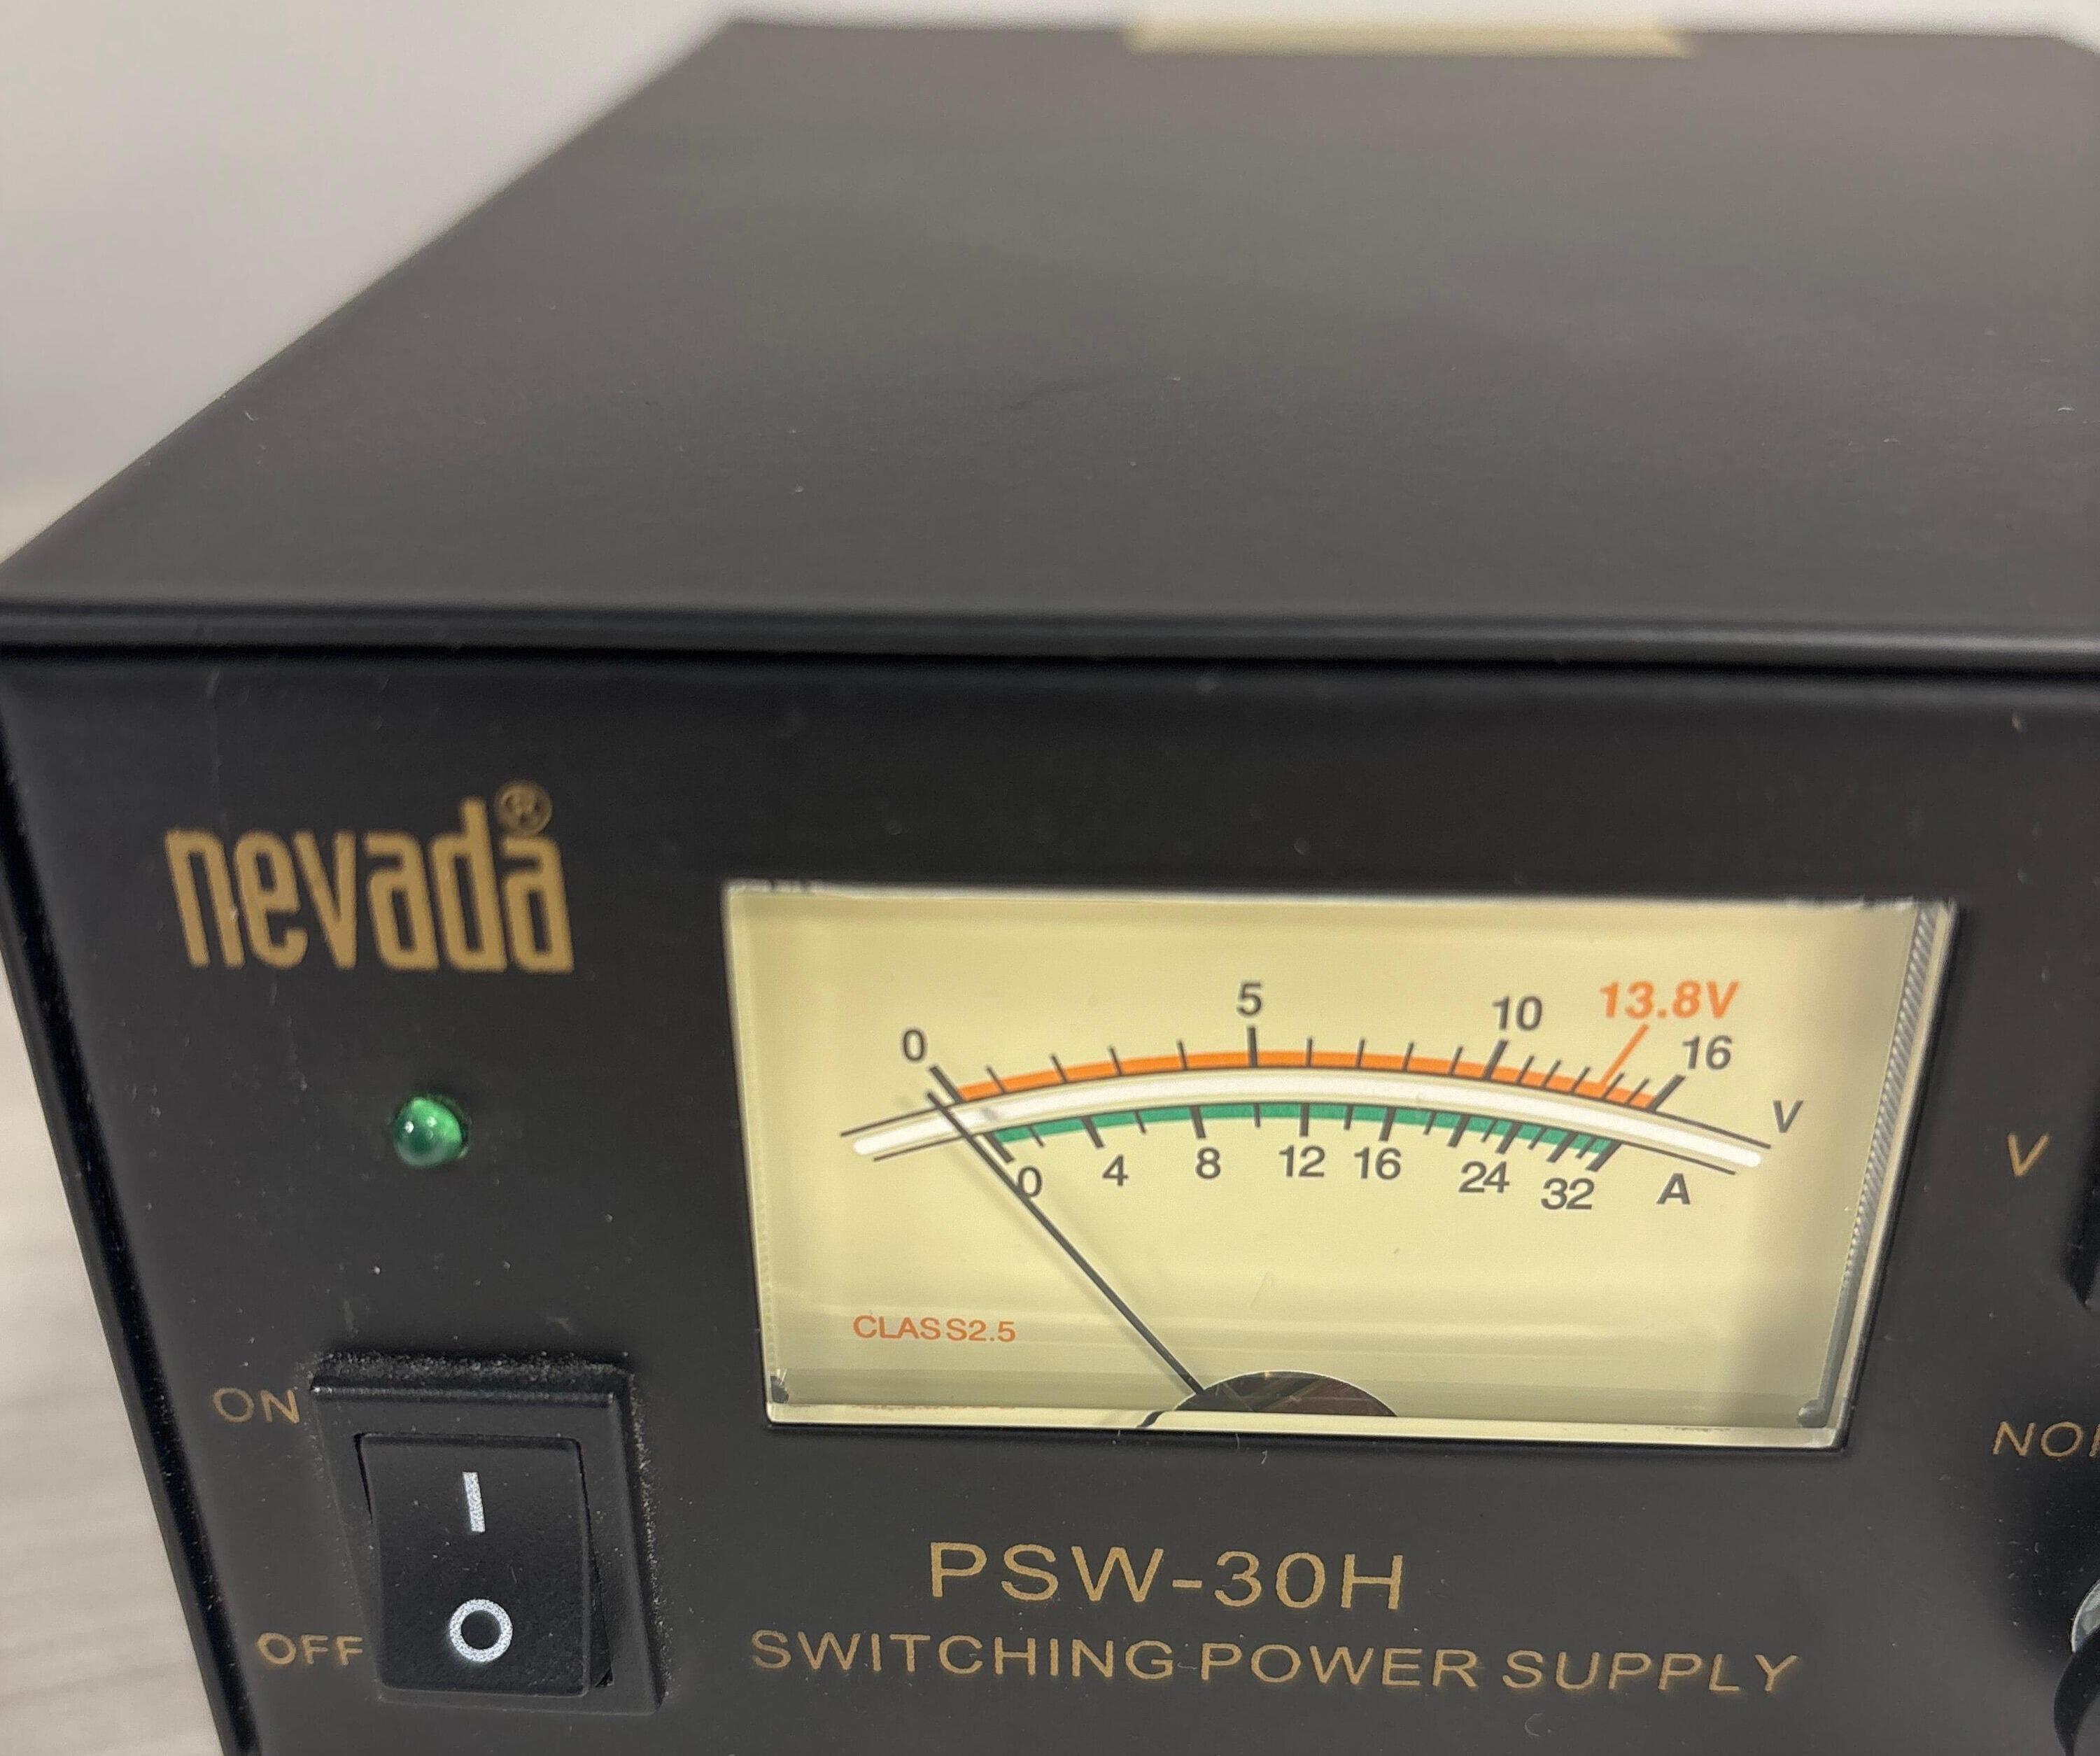 nevada®
0 5 10 13.8V 16 V
0 4 8 12 16 24 32 A
CLASS2.5
V
ON
I
O
OFF
PSW-30H
SWITCHING POWER SUPPLY